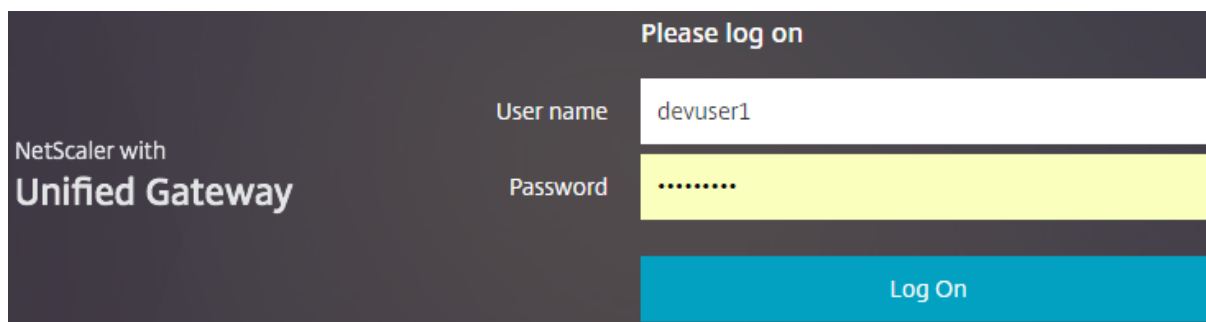 Please log on
User name
devuser1
NetScaler with
Unified Gateway
Password
•••••••••
Log On